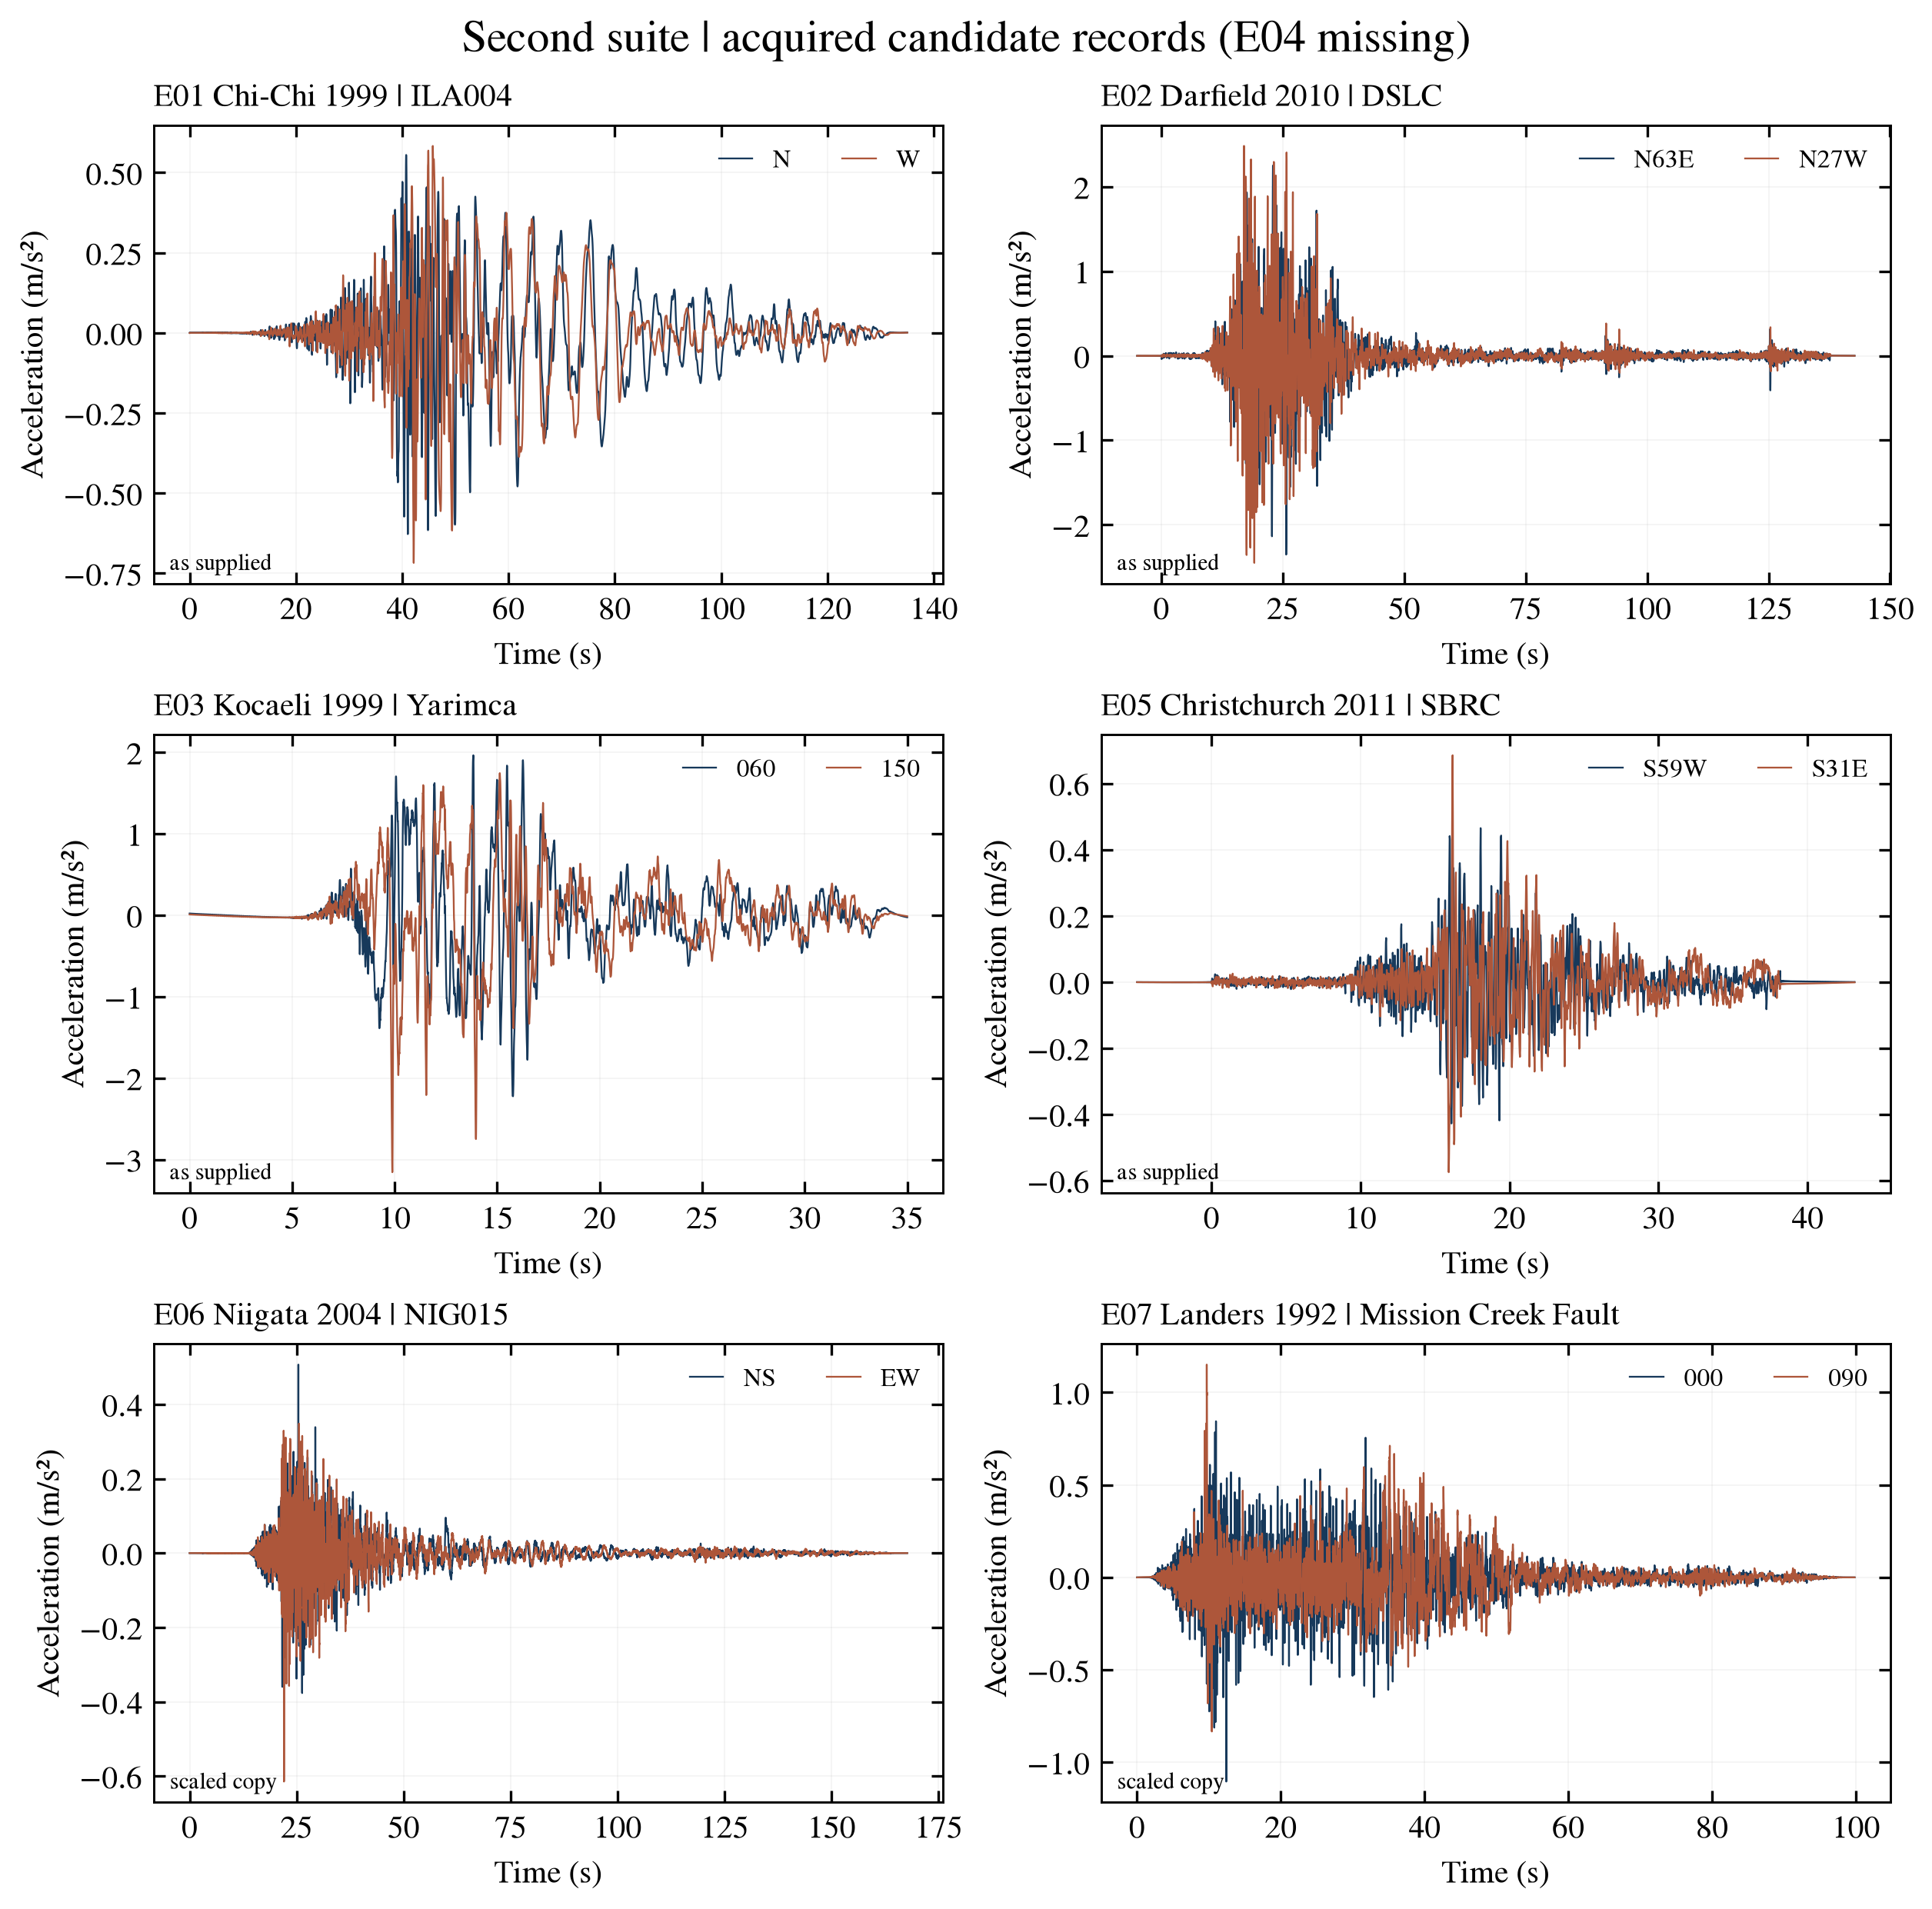 Second suite | acquired candidate records (E04 missing)
E01 Chi-Chi 1999 | ILA004
N W
0.50
0.25
0.00
−0.25
−0.50
−0.75
Acceleration (m/s²)
as supplied
0 20 40 60 80 100 120 140
Time (s)
E02 Darfield 2010 | DSLC
N63E N27W
2
1
0
−1
−2
Acceleration (m/s²)
as supplied
0 25 50 75 100 125 150
Time (s)
E03 Kocaeli 1999 | Yarimca
060 150
2
1
0
−1
−2
−3
Acceleration (m/s²)
as supplied
0 5 10 15 20 25 30 35
Time (s)
E05 Christchurch 2011 | SBRC
S59W S31E
0.6
0.4
0.2
0.0
−0.2
−0.4
−0.6
Acceleration (m/s²)
as supplied
0 10 20 30 40
Time (s)
E06 Niigata 2004 | NIG015
NS EW
0.4
0.2
0.0
−0.2
−0.4
−0.6
Acceleration (m/s²)
scaled copy
0 25 50 75 100 125 150 175
Time (s)
E07 Landers 1992 | Mission Creek Fault
000 090
1.0
0.5
0.0
−0.5
−1.0
Acceleration (m/s²)
scaled copy
0 20 40 60 80 100
Time (s)